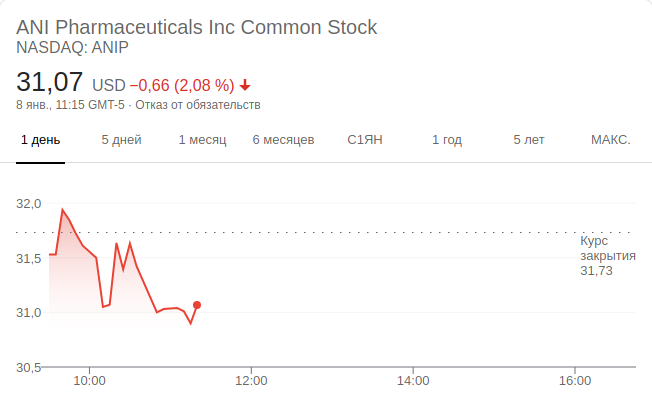 ANI Pharmaceuticals Inc Common Stock
NASDAQ: ANIP
31,07 USD −0,66 (2,08 %)
8 янв., 11:15 GMT-5 · Отказ от обязательств
1 день 5 дней 1 месяц 6 месяцев С1ЯН 1 год 5 лет МАКС.
32,0
Курс
закрытия
31,5
31,73
31,0
30,5
10:00 12:00 14:00 16:00